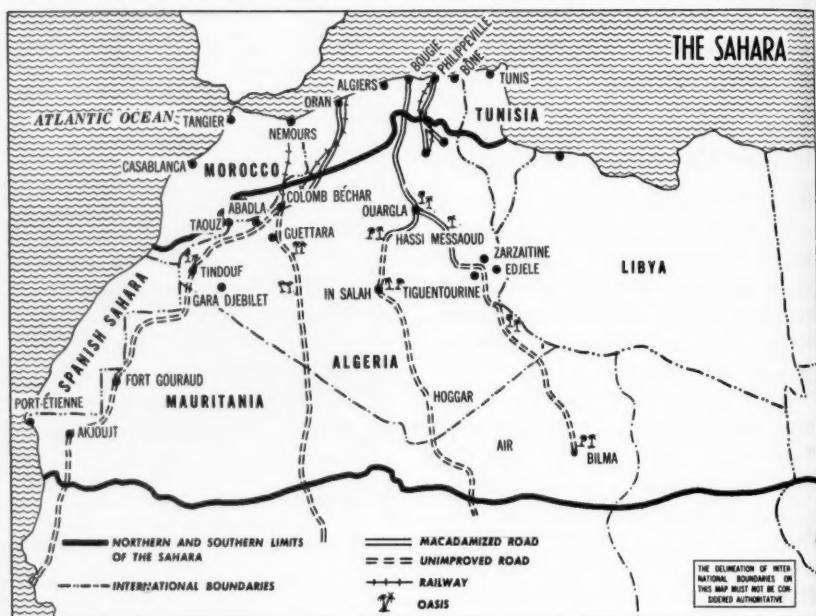 THE SAHARA
BOUGIE
PHILIPPEVILLE
BÔNE
ALGIERS
TUNIS
ORAN
ATLANTIC OCEAN
TANGIER
NEMOURS
TUNISIA
CASABLANCA
MOROCCO
COLOMB BÉCHAR
ABADLA
TAOUZ
OUARGLA
GUETTARA
HASSI MESSAOUD
ZARZAITINE
EDJELE
LIBYA
TINDOUF
GARA DJEBILET
IN SALAH
TIGUENTOURINE
SPANISH SAHARA
ALGERIA
FORT GOURAUD
MAURITANIA
HOGGAR
PORT-ÉTIENNE
AKJOUJT
AIR
BILMA
NORTHERN AND SOUTHERN LIMITS
OF THE SAHARA
INTERNATIONAL BOUNDARIES
MACADAMIZED ROAD
UNIMPROVED ROAD
RAILWAY
OASIS
THE DELINEATION OF INTER-
NATIONAL BOUNDARIES ON
THIS MAP MUST NOT BE CON-
SIDERED AUTHORITATIVE